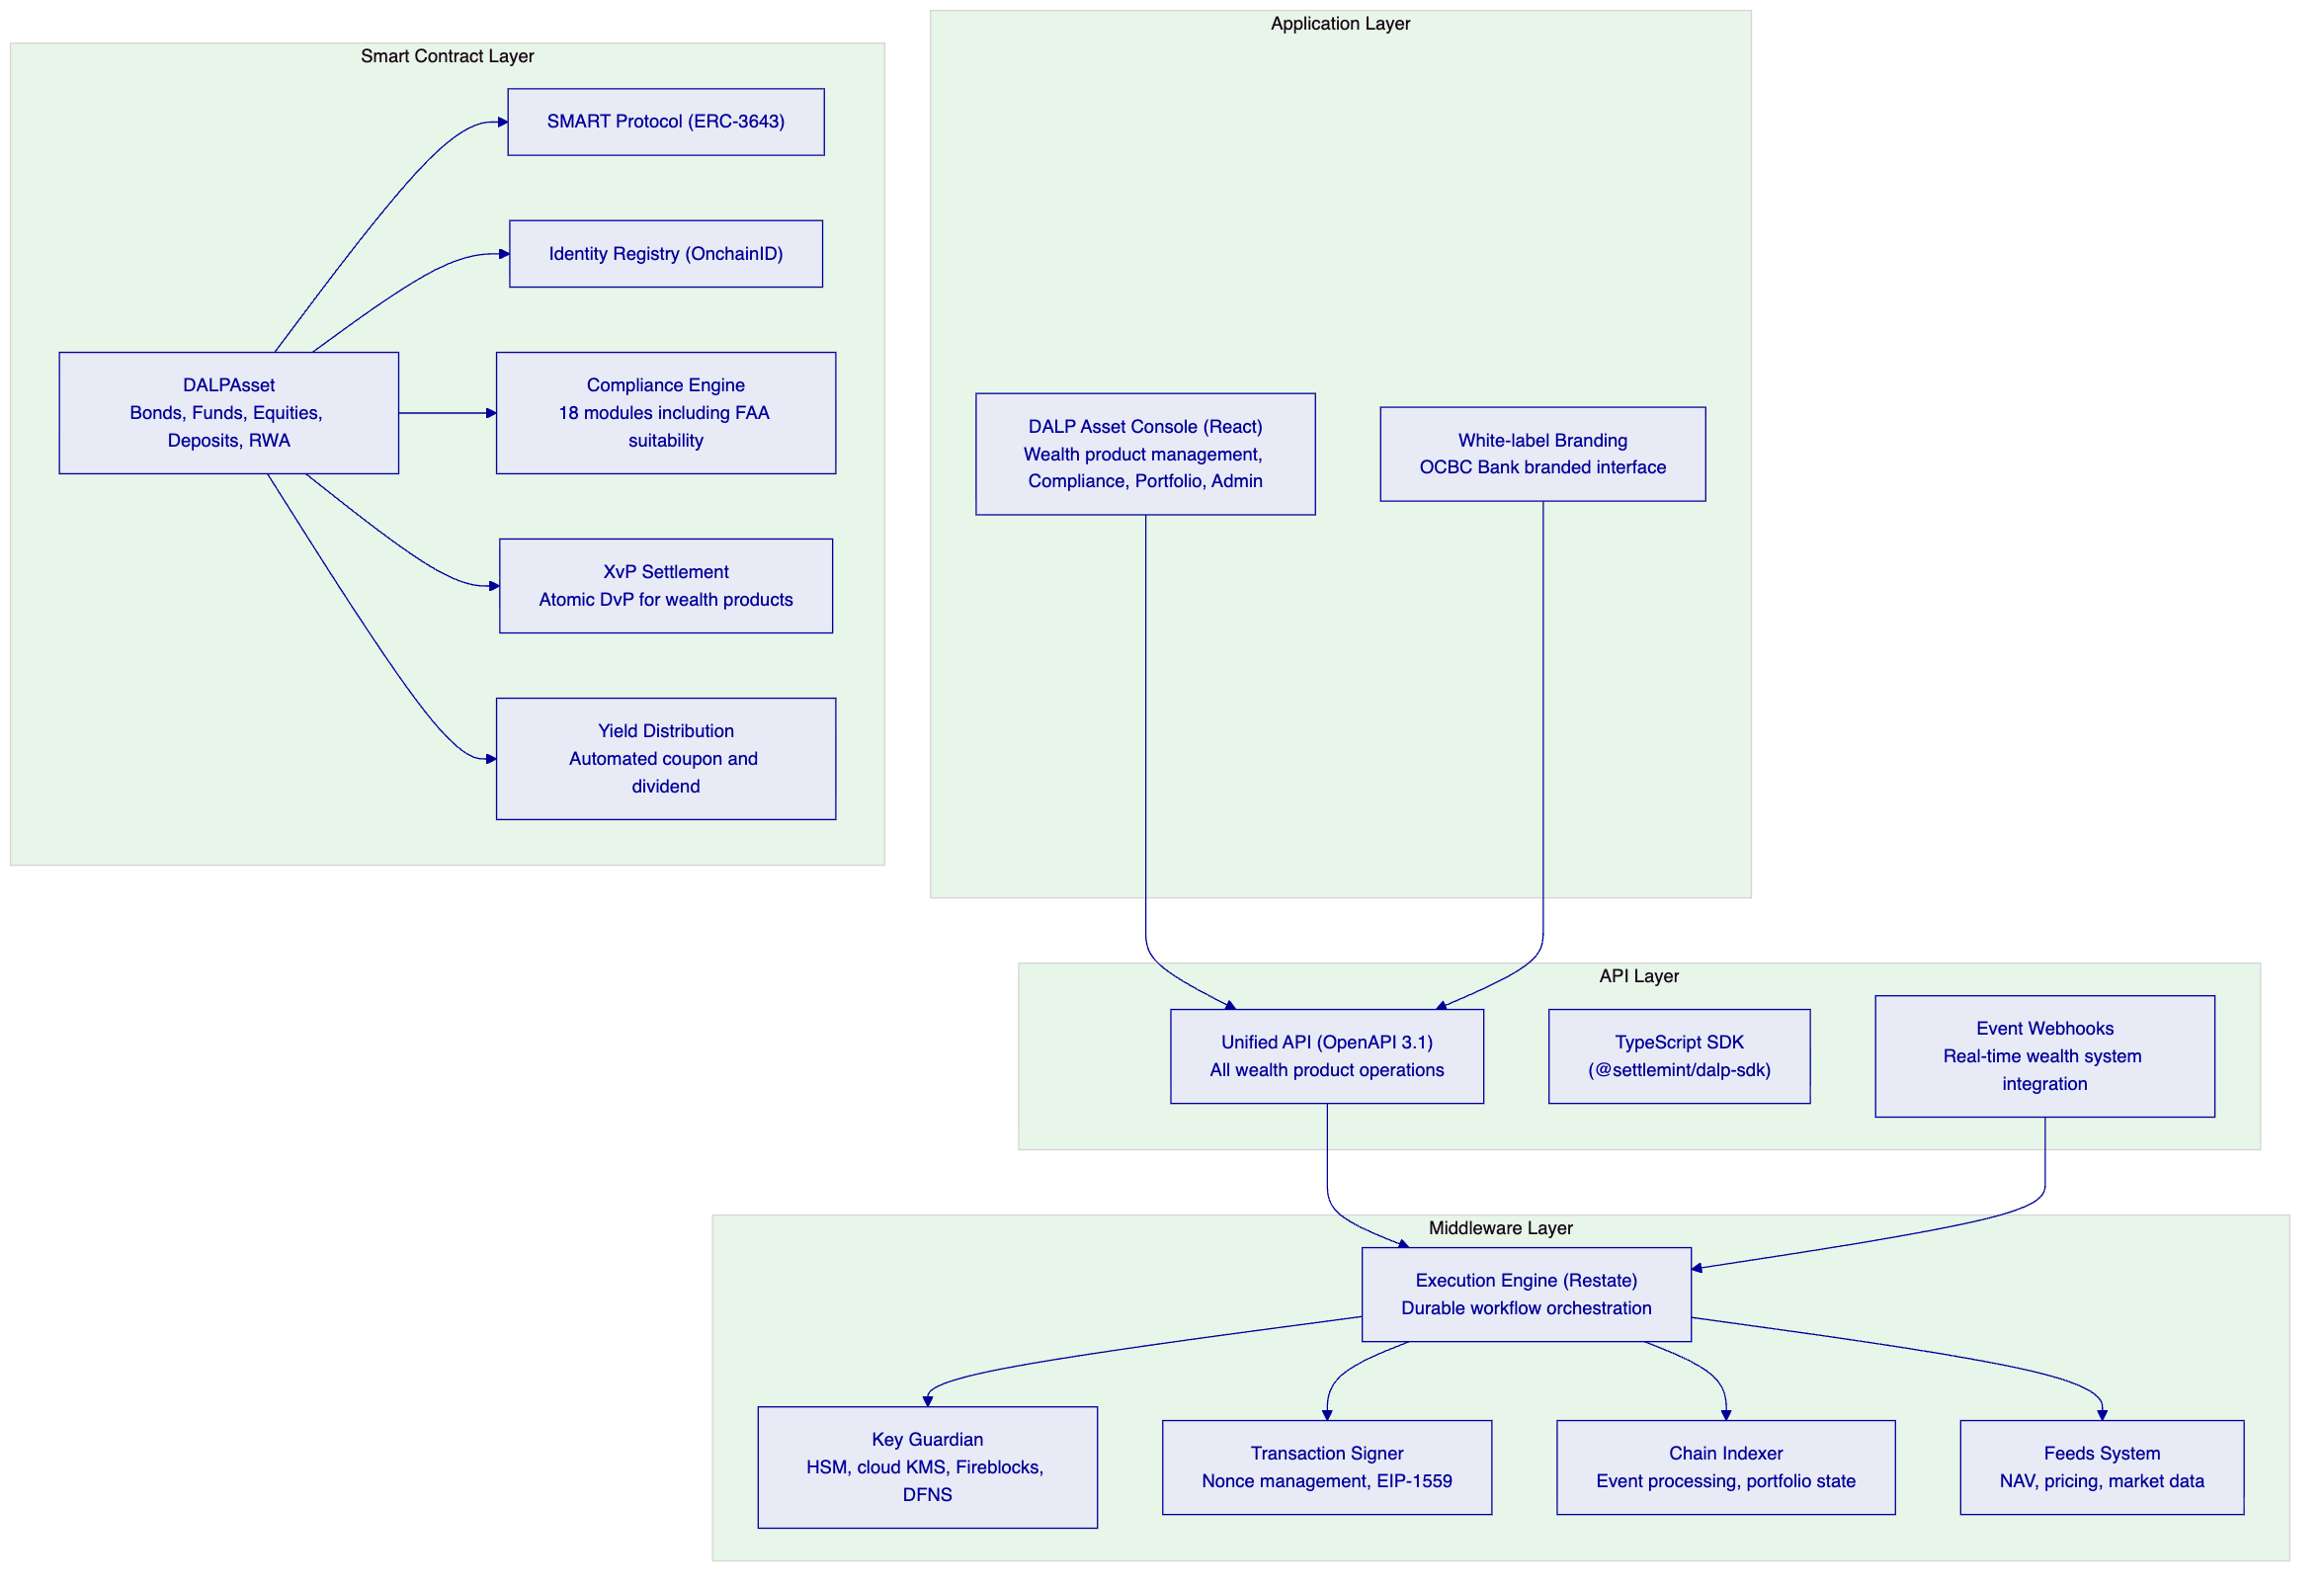 Smart Contract Layer
SMART Protocol (ERC-3643)
Identity Registry (OnchainID)
DALPAsset
Bonds, Funds, Equities,
Deposits, RWA
Compliance Engine
18 modules including FAA
suitability
XvP Settlement
Atomic DvP for wealth products
Yield Distribution
Automated coupon and
dividend
Application Layer
DALP Asset Console (React)
Wealth product management,
Compliance, Portfolio, Admin
White-label Branding
OCBC Bank branded interface
API Layer
Unified API (OpenAPI 3.1)
All wealth product operations
TypeScript SDK
(@settlemint/dalp-sdk)
Event Webhooks
Real-time wealth system
integration
Middleware Layer
Execution Engine (Restate)
Durable workflow orchestration
Key Guardian
HSM, cloud KMS, Fireblocks,
DFNS
Transaction Signer
Nonce management, EIP-1559
Chain Indexer
Event processing, portfolio state
Feeds System
NAV, pricing, market data